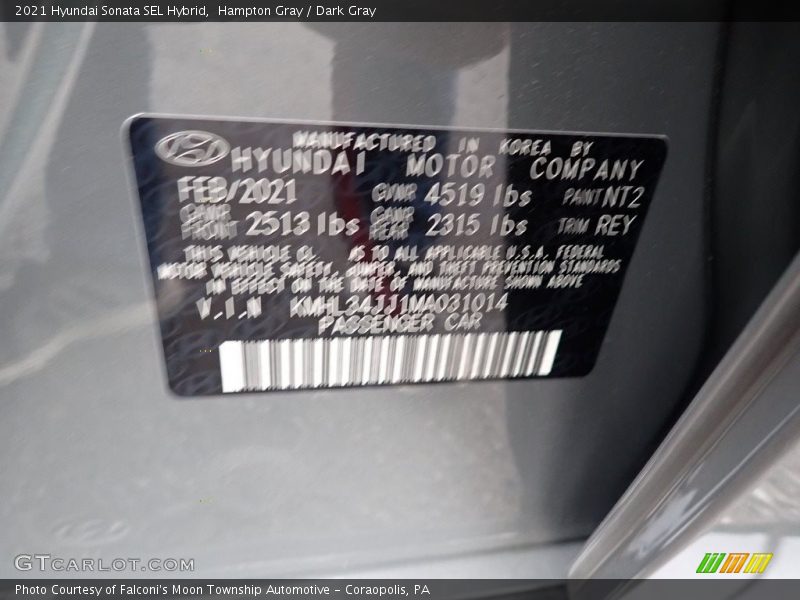 2021 Hyundai Sonata SEL Hybrid,  Hampton Gray / Dark Gray
MANUFACTURED IN KOREA BY
HYUNDAI MOTOR COMPANY
FEB/2021 GVWR 4519 lbs PAINT NT2
GAWR FRONT 2513 lbs GAWR REAR 2315 lbs TRIM REY
THIS VEHICLE CONFORMS TO ALL APPLICABLE U.S.A. FEDERAL
MOTOR VEHICLE SAFETY, BUMPER, AND THEFT PREVENTION STANDARDS
IN EFFECT ON THE DATE OF MANUFACTURE SHOWN ABOVE
V.I.N KMHL34JJ1MA031014
PASSENGER CAR
GTCARLOT.COM
Photo Courtesy of Falconi's Moon Township Automotive – Coraopolis, PA